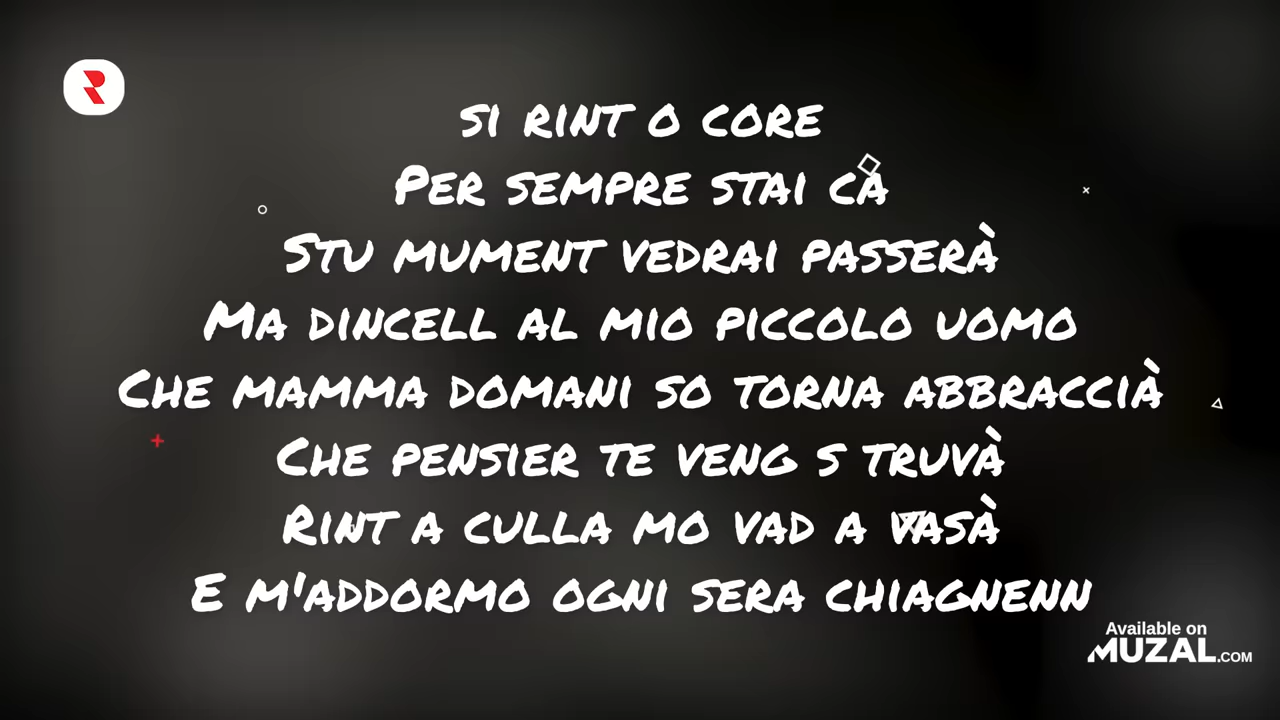 SI RINT O CORE
PER SEMPRE STAI CÀ
STU MUMENT VEDRAI PASSERÀ
MA DINCELL AL MIO PICCOLO UOMO
CHE MAMMA DOMANI SO TORNA ABBRACCIÀ
CHE PENSIER TE VENG S TRUVÀ
RINT A CULLA MO VAD A VASÀ
E M'ADDORMO OGNI SERA CHIAGNENN
Available on
MUZAL.COM